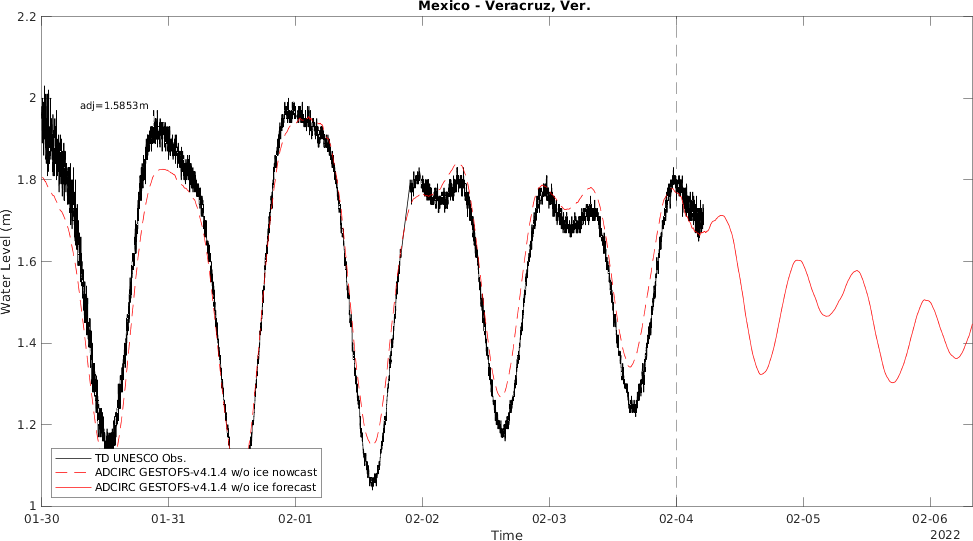 Mexico - Veracruz, Ver.
2.2
2
1.8
1.6
1.4
1.2
1
Water Level (m)
adj=1.5853m
TD UNESCO Obs.
ADCIRC GESTOFS-v4.1.4 w/o ice nowcast
ADCIRC GESTOFS-v4.1.4 w/o ice forecast
01-30 01-31 02-01 02-02 02-03 02-04 02-05 02-06
Time
2022